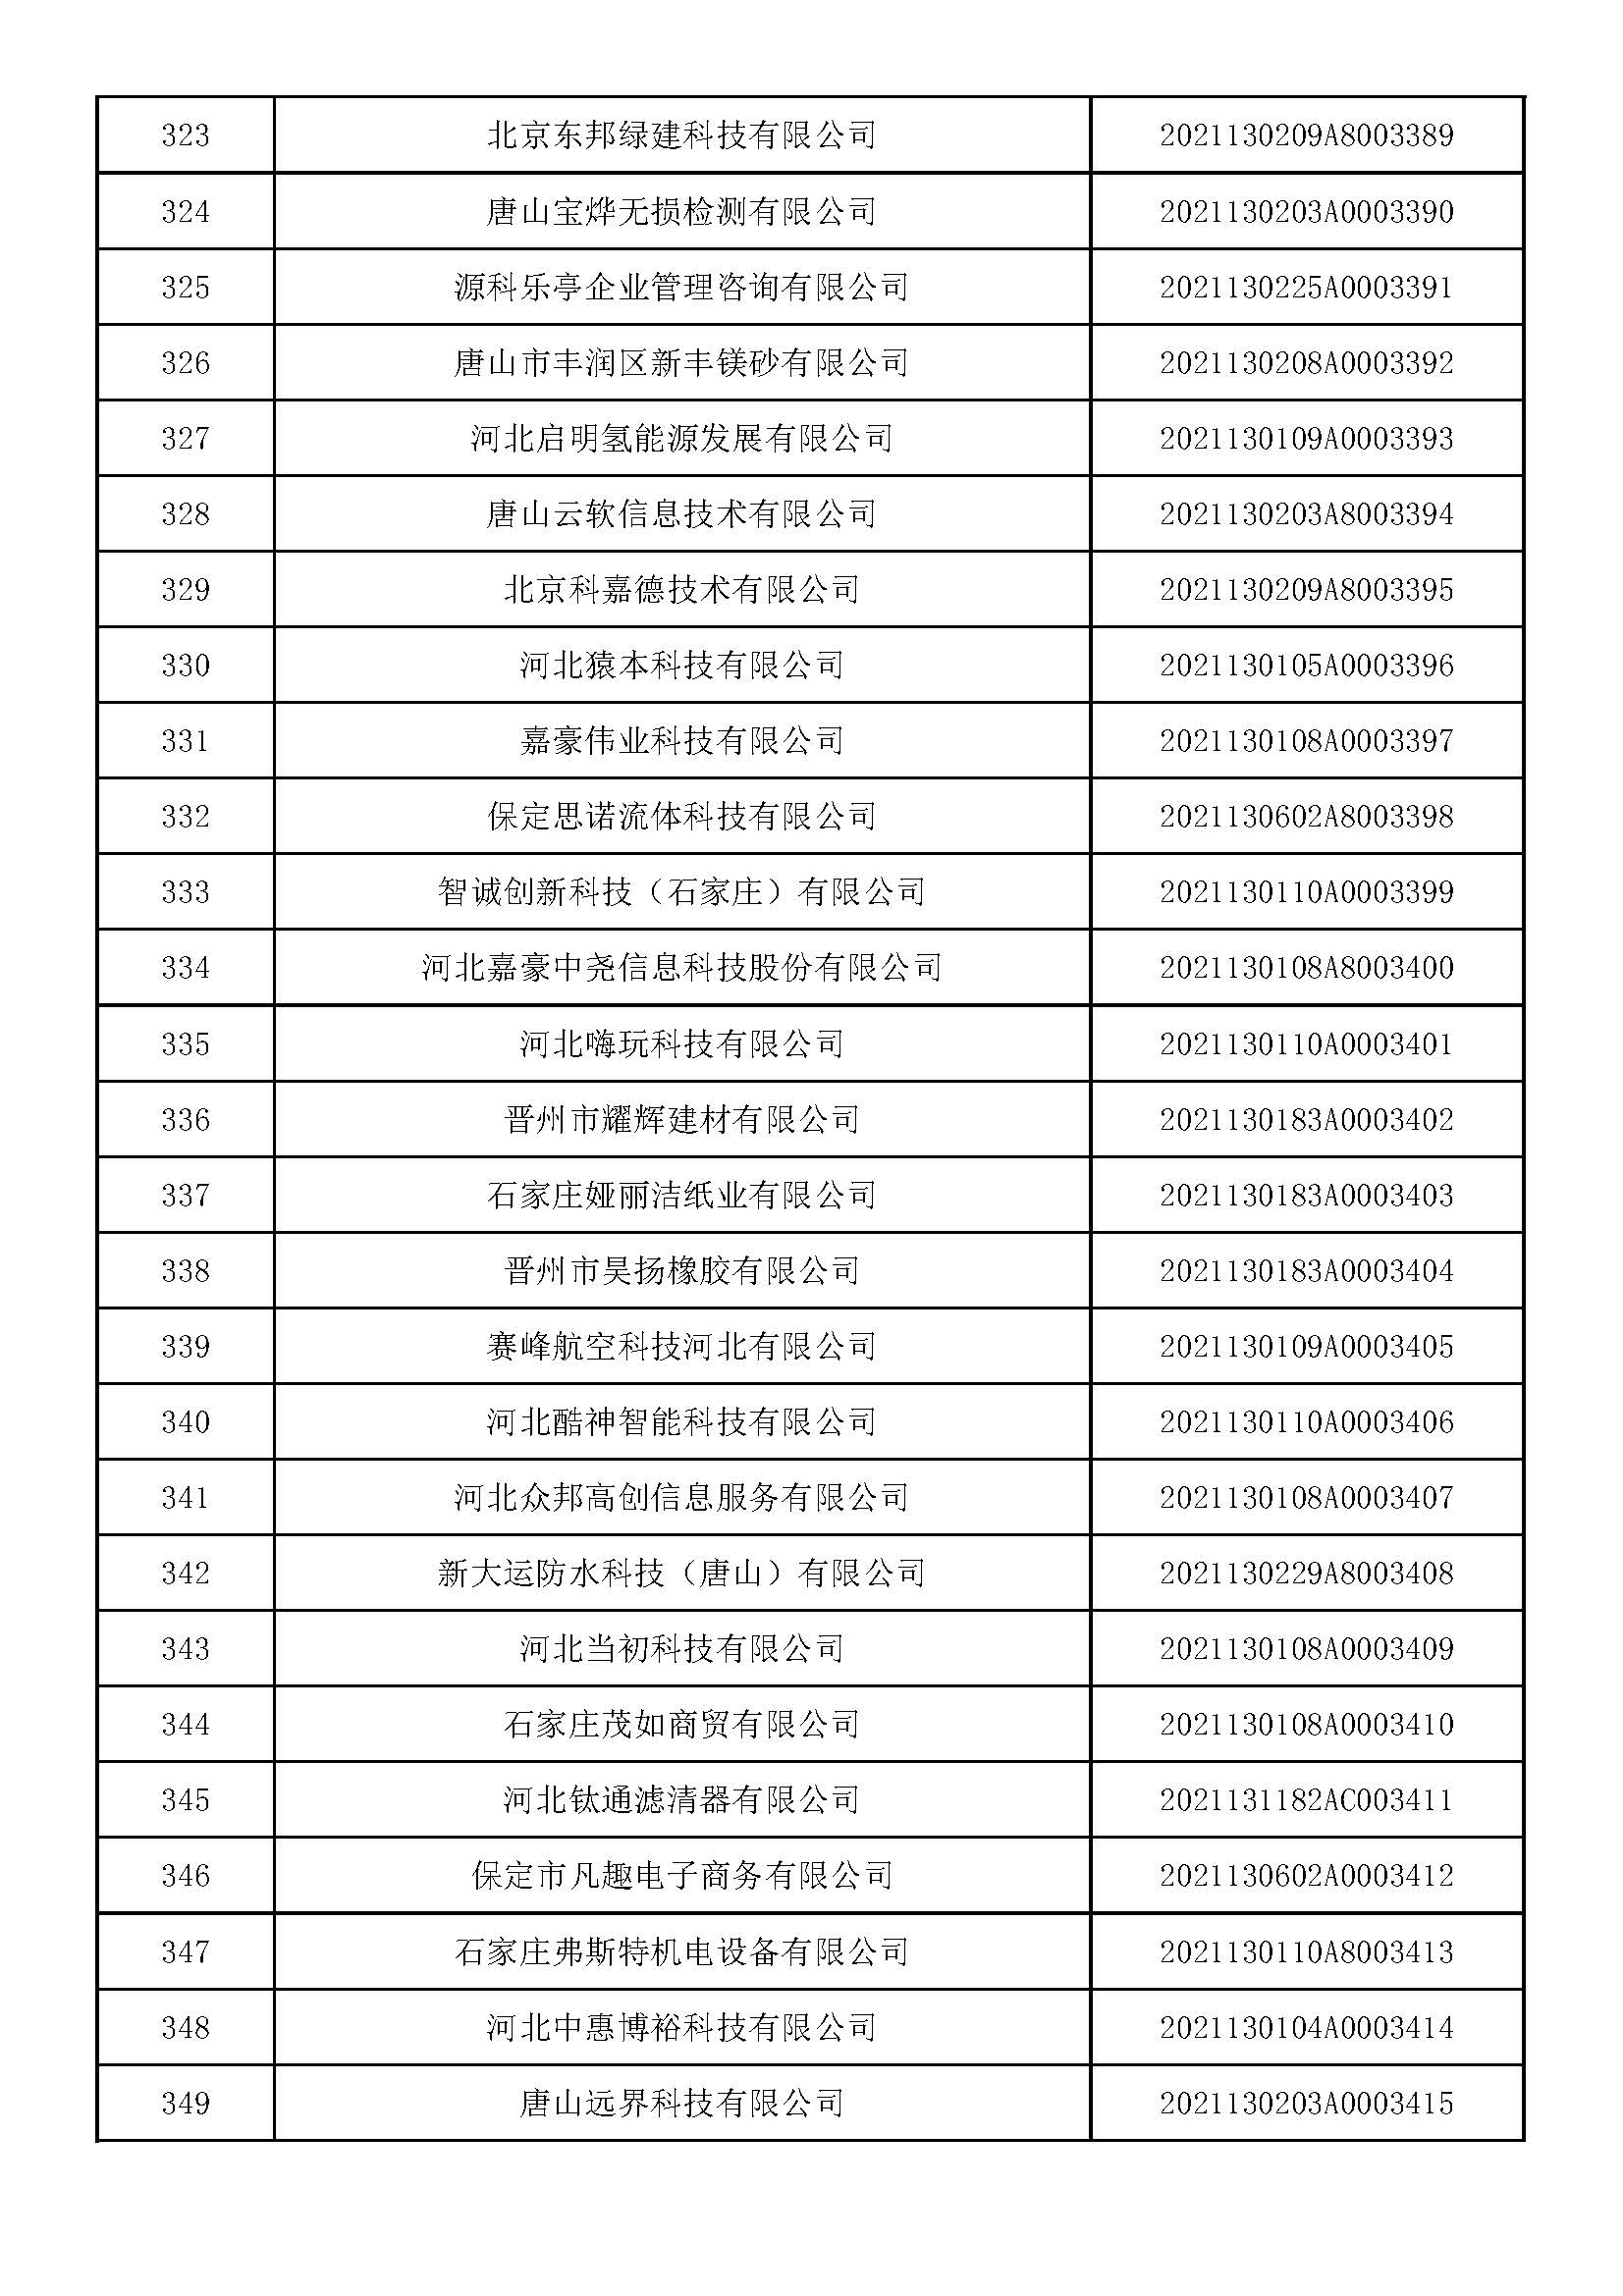 323 北京东邦绿建科技有限公司 2021130209A8003389
324 唐山宝烨无损检测有限公司 2021130203A0003390
325 源科乐亭企业管理咨询有限公司 2021130225A0003391
326 唐山市丰润区新丰镁砂有限公司 2021130208A0003392
327 河北启明氢能源发展有限公司 2021130109A0003393
328 唐山云软信息技术有限公司 2021130203A8003394
329 北京科嘉德技术有限公司 2021130209A8003395
330 河北猿本科技有限公司 2021130105A0003396
331 嘉豪伟业科技有限公司 2021130108A0003397
332 保定思诺流体科技有限公司 2021130602A8003398
333 智诚创新科技（石家庄）有限公司 2021130110A0003399
334 河北嘉豪中尧信息科技股份有限公司 2021130108A8003400
335 河北嗨玩科技有限公司 2021130110A0003401
336 晋州市耀辉建材有限公司 2021130183A0003402
337 石家庄娅丽洁纸业有限公司 2021130183A0003403
338 晋州市昊扬橡胶有限公司 2021130183A0003404
339 赛峰航空科技河北有限公司 2021130109A0003405
340 河北酷神智能科技有限公司 2021130110A0003406
341 河北众邦高创信息服务有限公司 2021130108A0003407
342 新大运防水科技（唐山）有限公司 2021130229A8003408
343 河北当初科技有限公司 2021130108A0003409
344 石家庄茂如商贸有限公司 2021130108A0003410
345 河北钛通滤清器有限公司 2021131182AC003411
346 保定市凡趣电子商务有限公司 2021130602A0003412
347 石家庄弗斯特机电设备有限公司 2021130110A8003413
348 河北中惠博裕科技有限公司 2021130104A0003414
349 唐山远界科技有限公司 2021130203A0003415